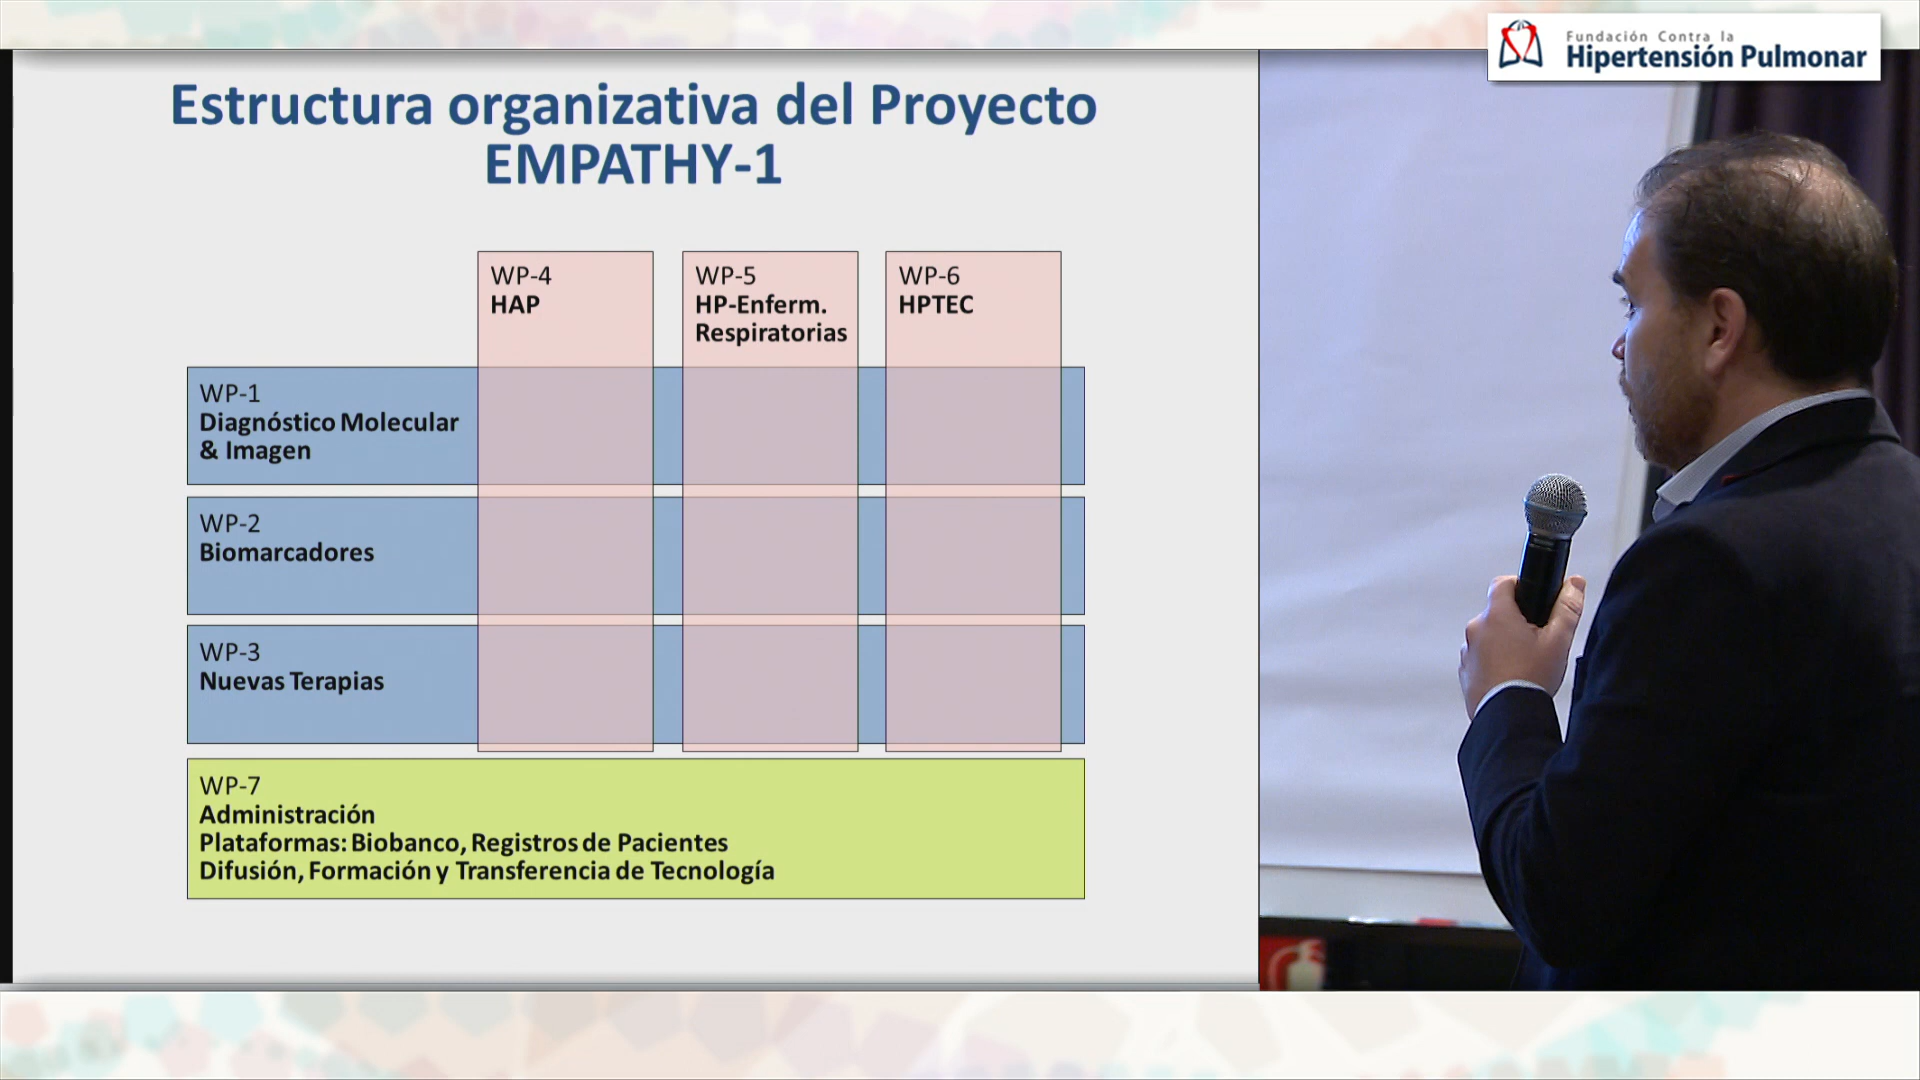 Fundación Contra la
Hipertensión Pulmonar
Estructura organizativa del Proyecto
EMPATHY-1
WP-4
HAP
WP-5
HP-Enferm.
Respiratorias
WP-6
HPTEC
WP-1
Diagnóstico Molecular
& Imagen
WP-2
Biomarcadores
WP-3
Nuevas Terapias
WP-7
Administración
Plataformas: Biobanco, Registros de Pacientes
Difusión, Formación y Transferencia de Tecnología